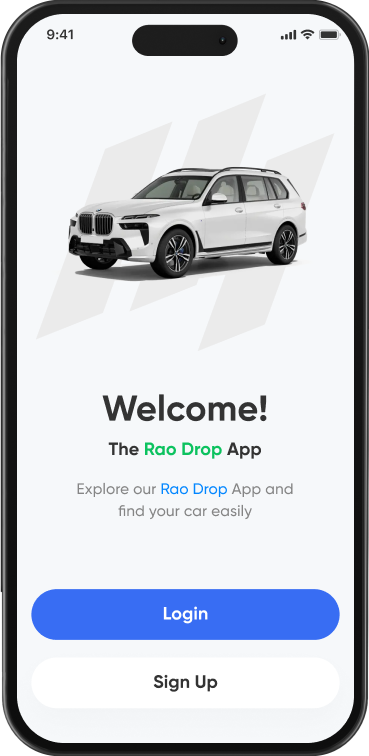 9:41
Welcome!
The Rao Drop App
Explore our Rao Drop App and
find your car easily
Login
Sign Up